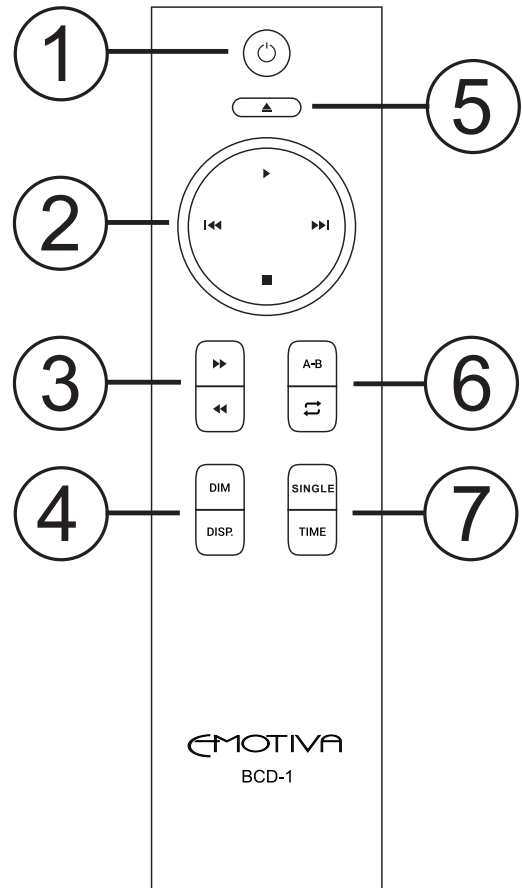 1
5
2
3
A-B
6
4
DIM
SINGLE
7
DISP.
TIME
EMOTIVA
BCD-1